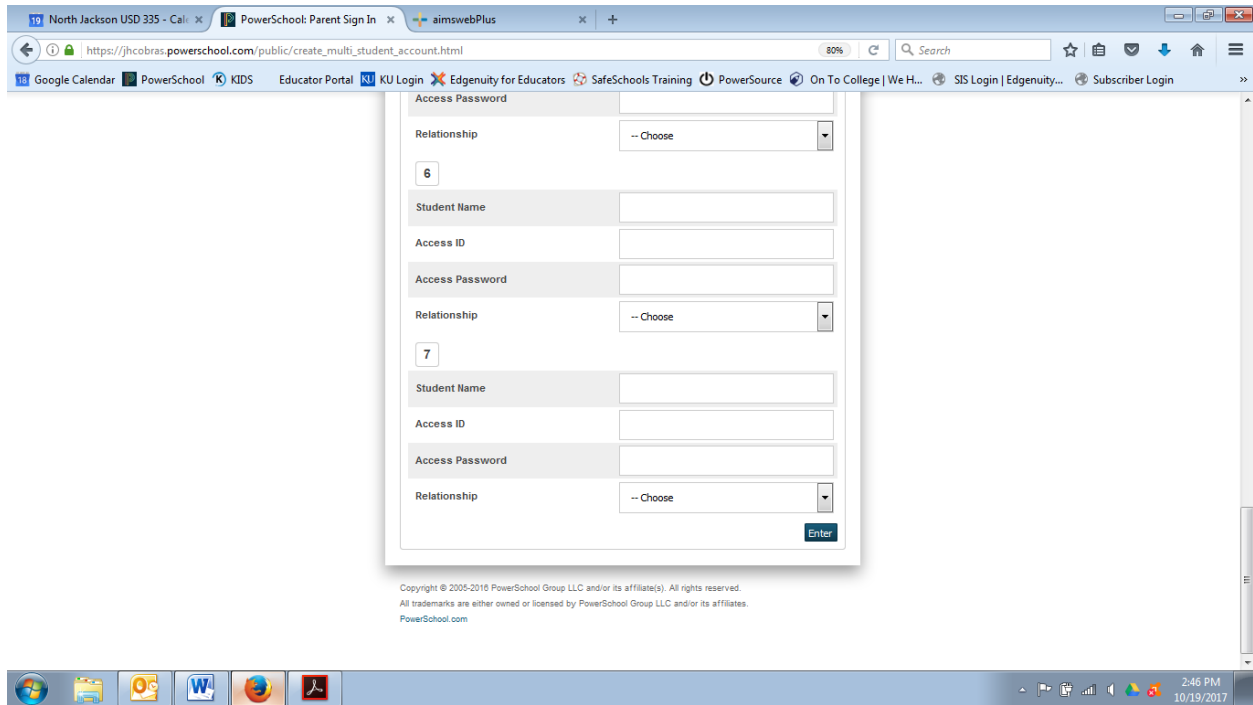 North Jackson USD 335 - Cale
PowerSchool: Parent Sign In
aimswebPlus
https://jhcobras.powerschool.com/public/create_multi_student_account.html
80%
Search
Google Calendar PowerSchool KIDS Educator Portal KU KU Login Edgenuity for Educators SafeSchools Training PowerSource On To College | We H... SIS Login | Edgenuity... Subscriber Login »
Access Password
Relationship -- Choose
6
Student Name
Access ID
Access Password
Relationship -- Choose
7
Student Name
Access ID
Access Password
Relationship -- Choose
Enter
Copyright © 2005-2016 PowerSchool Group LLC and/or its affiliate(s). All rights reserved.
All trademarks are either owned or licensed by PowerSchool Group LLC and/or its affiliates.
PowerSchool.com
2:46 PM
10/19/2017